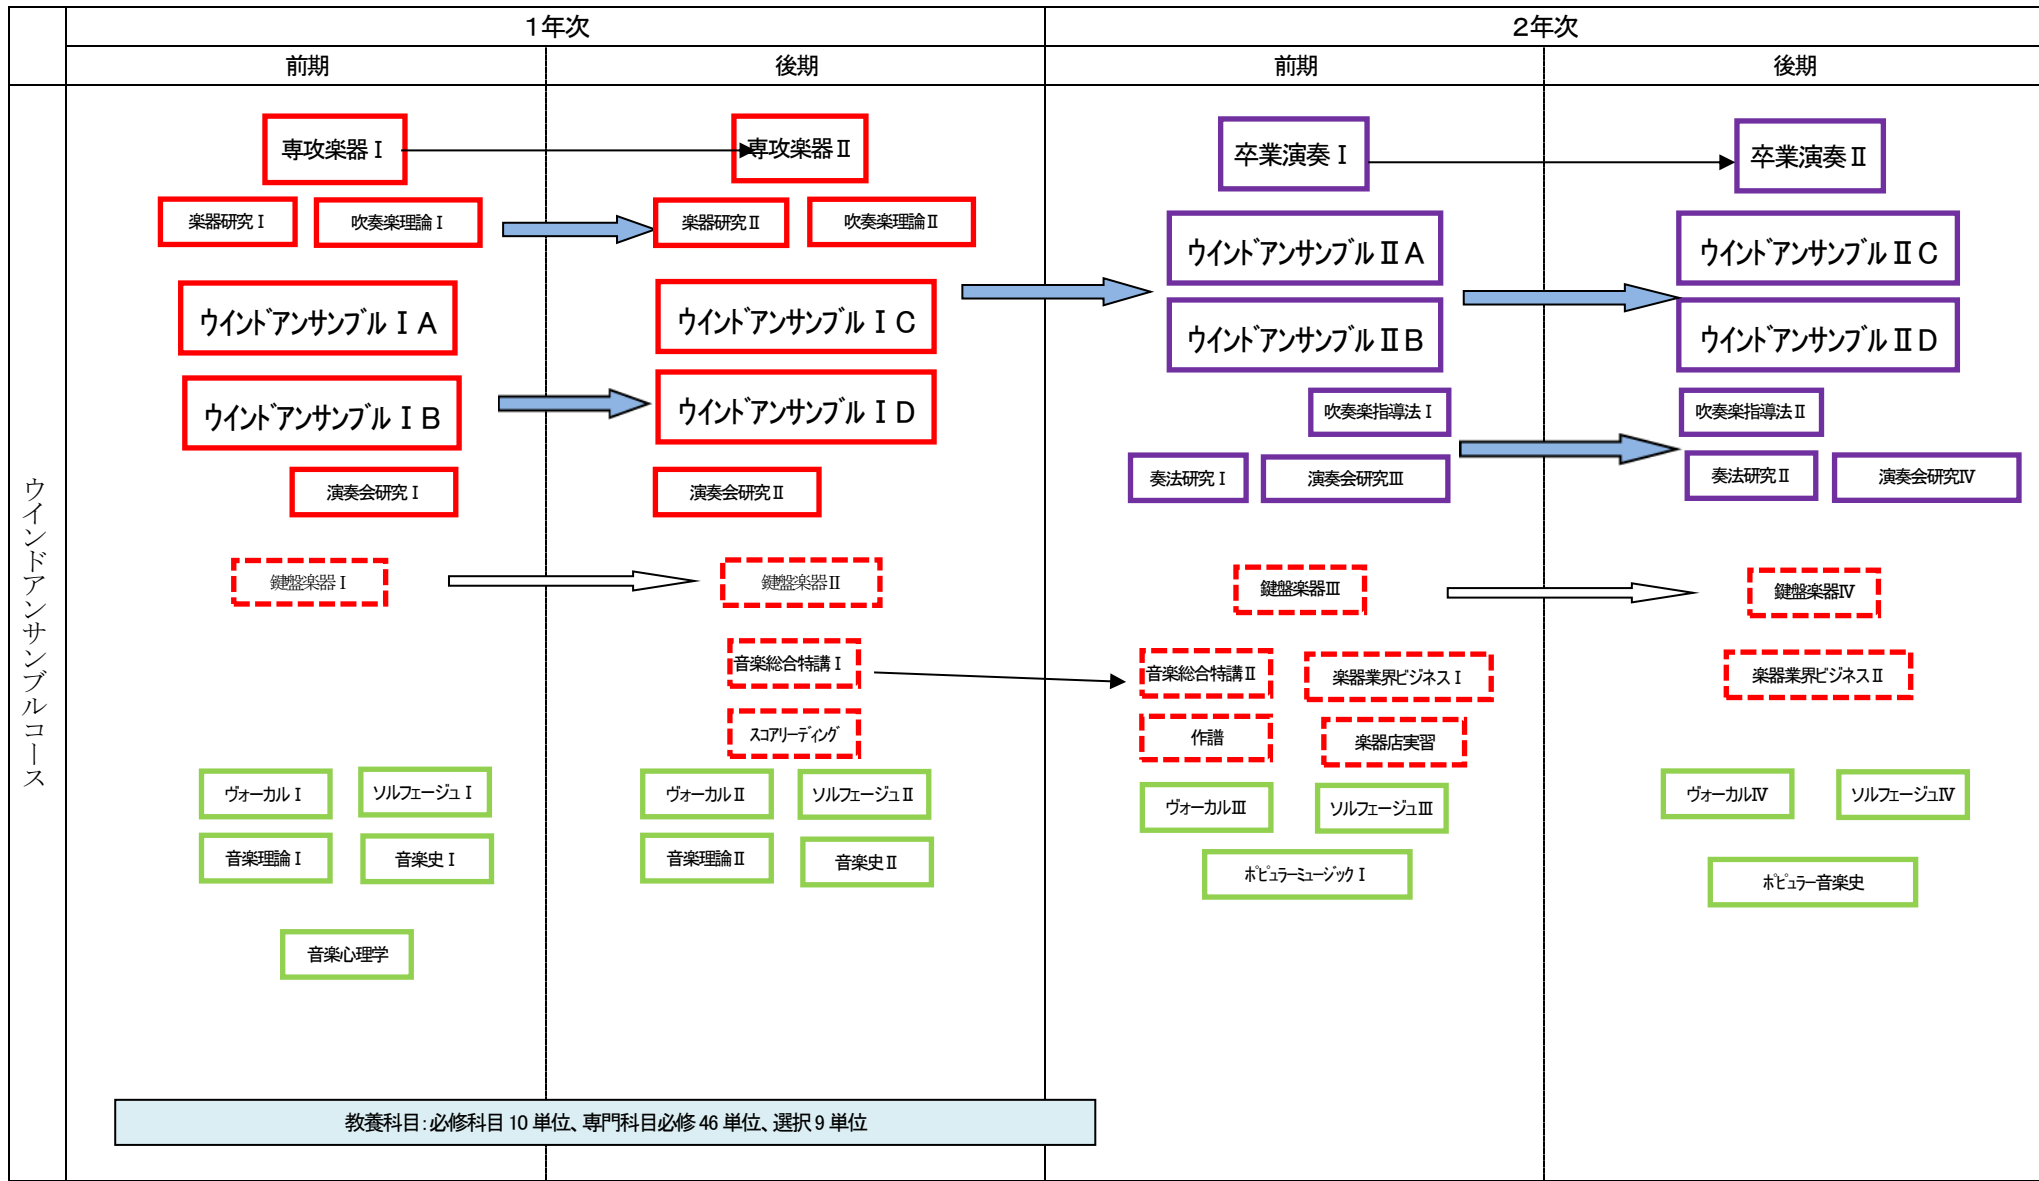 1年次
2年次
前期
後期
前期
後期
ウインドアンサンブルコース
専攻楽器Ⅰ
専攻楽器Ⅱ
卒業演奏Ⅰ
卒業演奏Ⅱ
楽器研究Ⅰ
吹奏楽理論Ⅰ
楽器研究Ⅱ
吹奏楽理論Ⅱ
ウインドアンサンブルⅡA
ウインドアンサンブルⅡC
ウインドアンサンブルⅠA
ウインドアンサンブルⅠC
ウインドアンサンブルⅡB
ウインドアンサンブルⅡD
ウインドアンサンブルⅠB
ウインドアンサンブルⅠD
吹奏楽指導法Ⅰ
吹奏楽指導法Ⅱ
演奏会研究Ⅰ
演奏会研究Ⅱ
奏法研究Ⅰ
演奏会研究Ⅲ
奏法研究Ⅱ
演奏会研究Ⅳ
鍵盤楽器Ⅰ
鍵盤楽器Ⅱ
鍵盤楽器Ⅲ
鍵盤楽器Ⅳ
音楽総合特講Ⅰ
音楽総合特講Ⅱ
楽器業界ビジネスⅠ
楽器業界ビジネスⅡ
スコアリーディング
作譜
楽器店実習
ヴォーカルⅠ
ソルフェージュⅠ
ヴォーカルⅡ
ソルフェージュⅡ
ヴォーカルⅢ
ソルフェージュⅢ
ヴォーカルⅣ
ソルフェージュⅣ
音楽理論Ⅰ
音楽史Ⅰ
音楽理論Ⅱ
音楽史Ⅱ
ポピュラーミュージックⅠ
ポピュラー音楽史
音楽心理学
教養科目:必修科目10単位、専門科目必修46単位、選択9単位